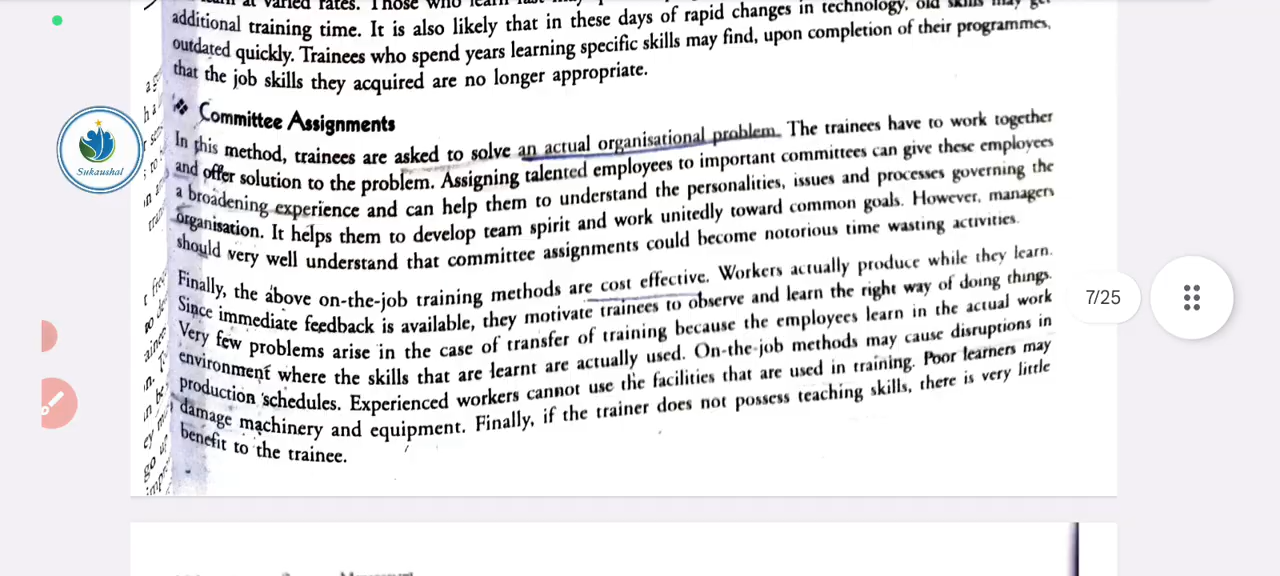 additional training time. It is also likely that in these days of rapid changes in technology, old skills may get
outdated quickly. Trainees who spend years learning specific skills may find, upon completion of their programmes,
that the job skills they acquired are no longer appropriate.
❖ Committee Assignments
In this method, trainees are asked to solve an actual organisational problem. The trainees have to work together
and offer solution to the problem. Assigning talented employees to important committees can give these employees
a broadening experience and can help them to understand the personalities, issues and processes governing the
organisation. It helps them to develop team spirit and work unitedly toward common goals. However, managers
should very well understand that committee assignments could become notorious time wasting activities.
Finally, the above on-the-job training methods are cost effective. Workers actually produce while they learn.
Since immediate feedback is available, they motivate trainees to observe and learn the right way of doing things.
Very few problems arise in the case of transfer of training because the employees learn in the actual work
environment where the skills that are learnt are actually used. On-the-job methods may cause disruptions in
production schedules. Experienced workers cannot use the facilities that are used in training. Poor learners may
damage machinery and equipment. Finally, if the trainer does not possess teaching skills, there is very little
benefit to the trainee.
Sukaushal
7/25